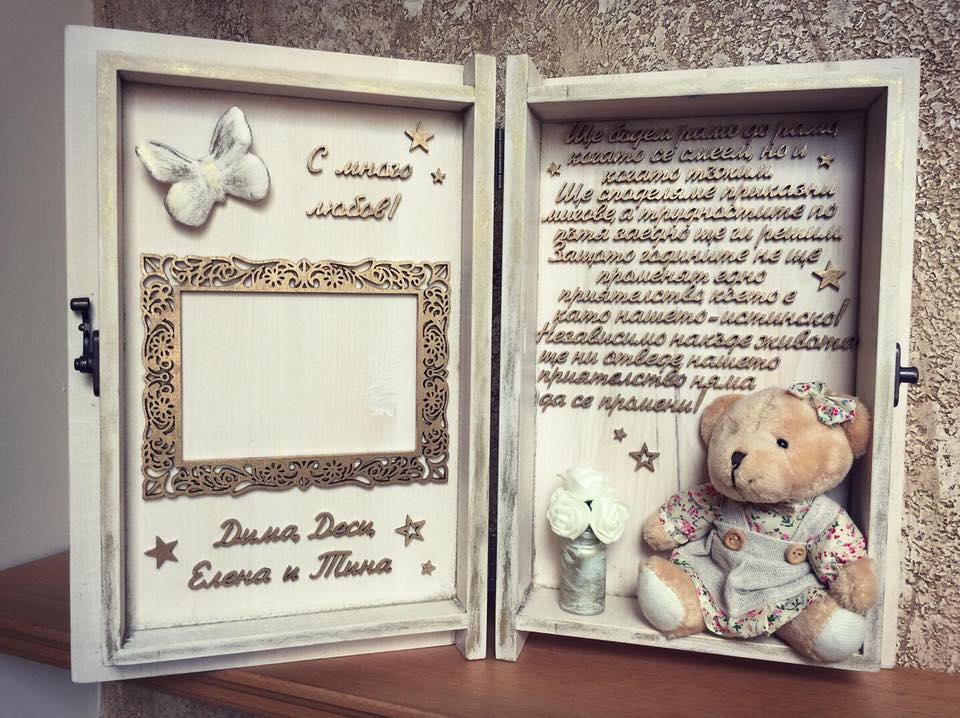 С много
любов!
Дима, Деси,
Елена и Тина
Ще бъдем рамо до рамо,
когато се смеем, но и
когато тъжим.
Ще споделяме приказни
мигове, а трудностите по
пътя заедно ще ги решим.
Защото годините не ще
променят едно
приятелство, което е
като нашето-истинско!
Независимо накъде живота
ще ни отведе, нашето
приятелство няма
да се промени!